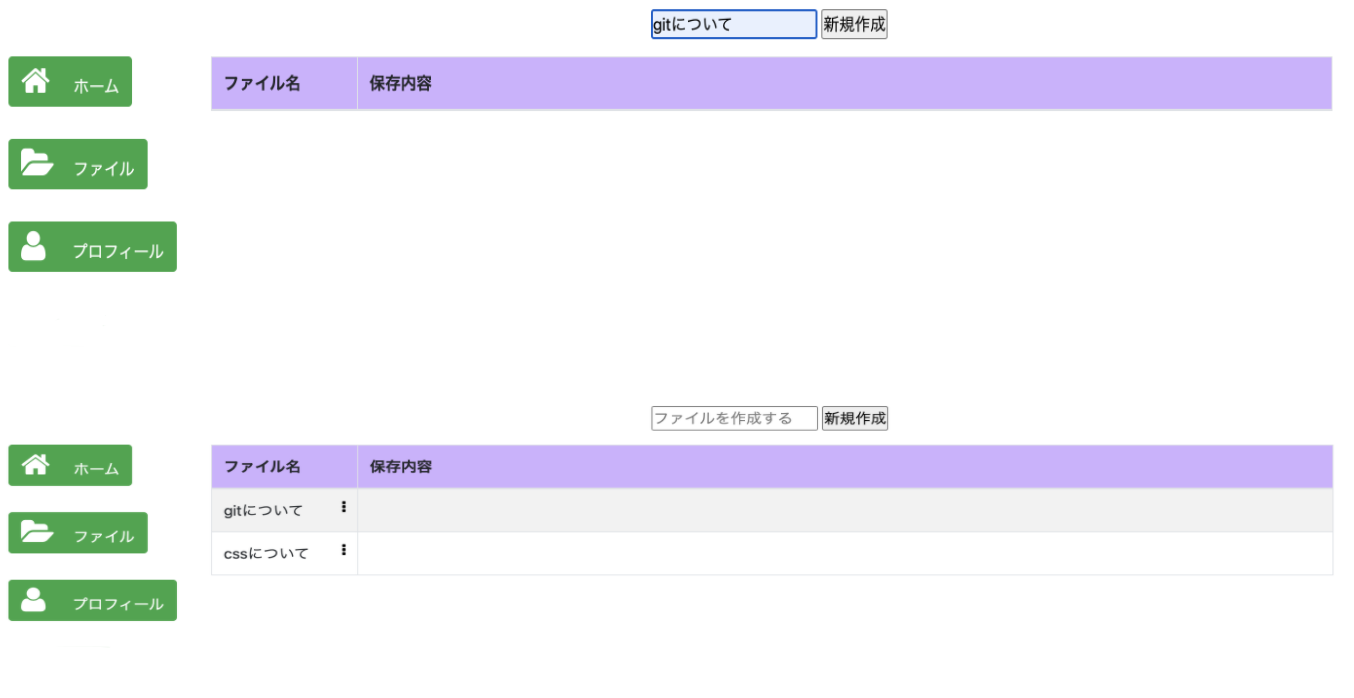 gitについて 新規作成
ホーム
ファイル名 保存内容
ファイル
プロフィール
ファイルを作成する 新規作成
ホーム
ファイル名 保存内容
gitについて
ファイル
cssについて
プロフィール